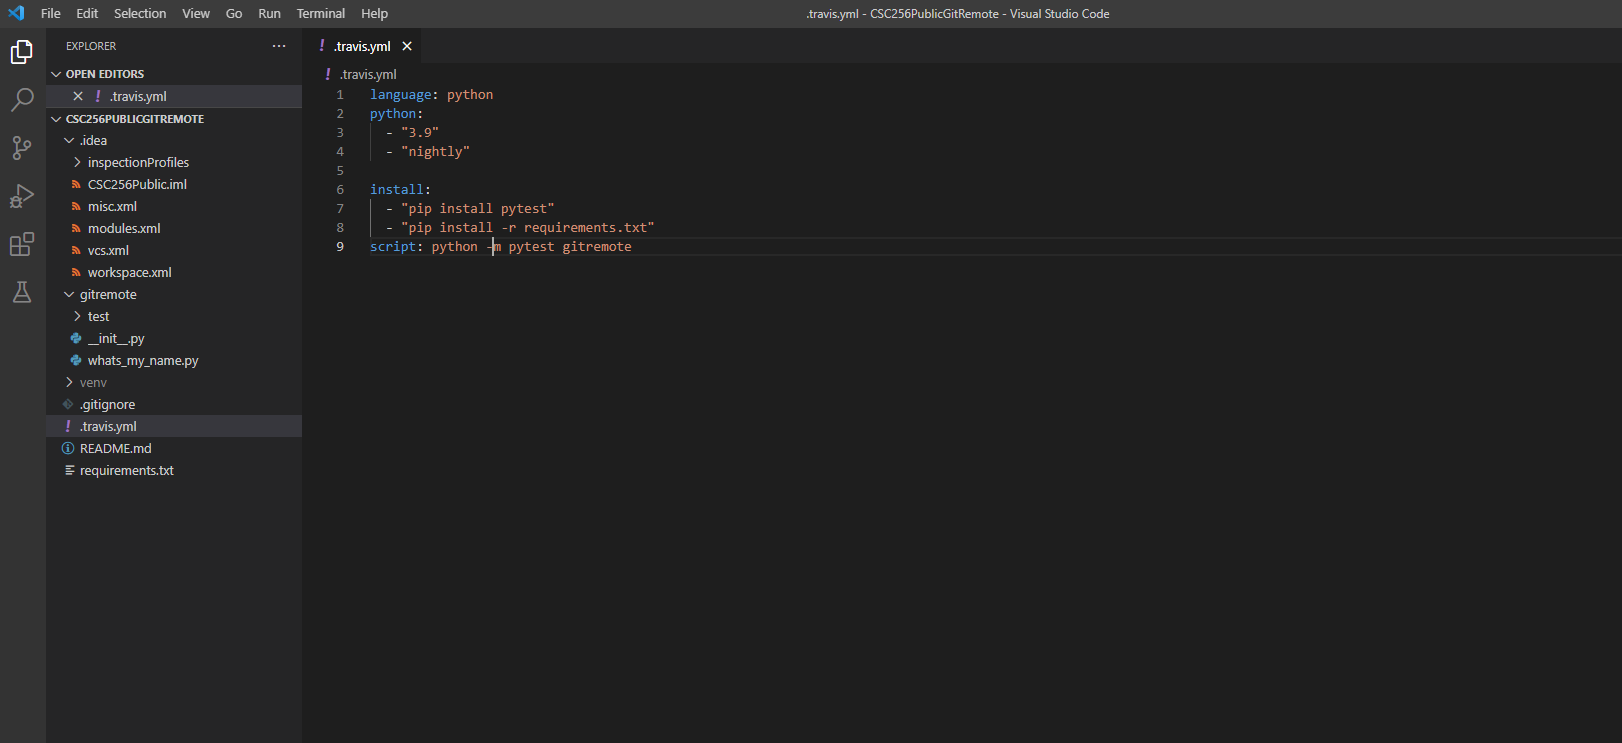 File Edit Selection View Go Run Terminal Help .travis.yml - CSC256PublicGitRemote - Visual Studio Code
EXPLORER
OPEN EDITORS
.travis.yml
CSC256PUBLICGITREMOTE
.idea
inspectionProfiles
CSC256Public.iml
misc.xml
modules.xml
vcs.xml
workspace.xml
gitremote
test
__init__.py
whats_my_name.py
venv
.gitignore
.travis.yml
README.md
requirements.txt
.travis.yml
.travis.yml
1 language: python
2 python:
3 - "3.9"
4 - "nightly"
5
6 install:
7 - "pip install pytest"
8 - "pip install -r requirements.txt"
9 script: python -m pytest gitremote